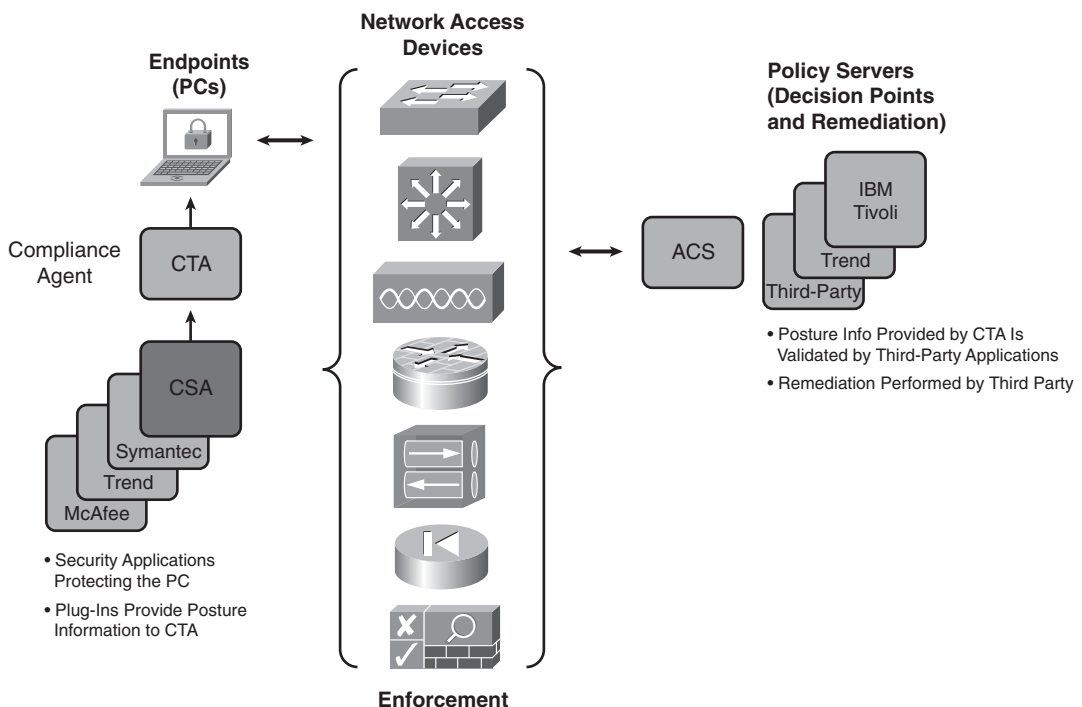 Network Access
Devices
Endpoints
(PCs)
Policy Servers
(Decision Points
and Remediation)
IBM
Tivoli
Trend
Third-Party
ACS
Compliance
Agent
CTA
CSA
Symantec
Trend
McAfee
• Posture Info Provided by CTA Is
Validated by Third-Party Applications
• Remediation Performed by Third Party
• Security Applications
Protecting the PC
• Plug-Ins Provide Posture
Information to CTA
Enforcement